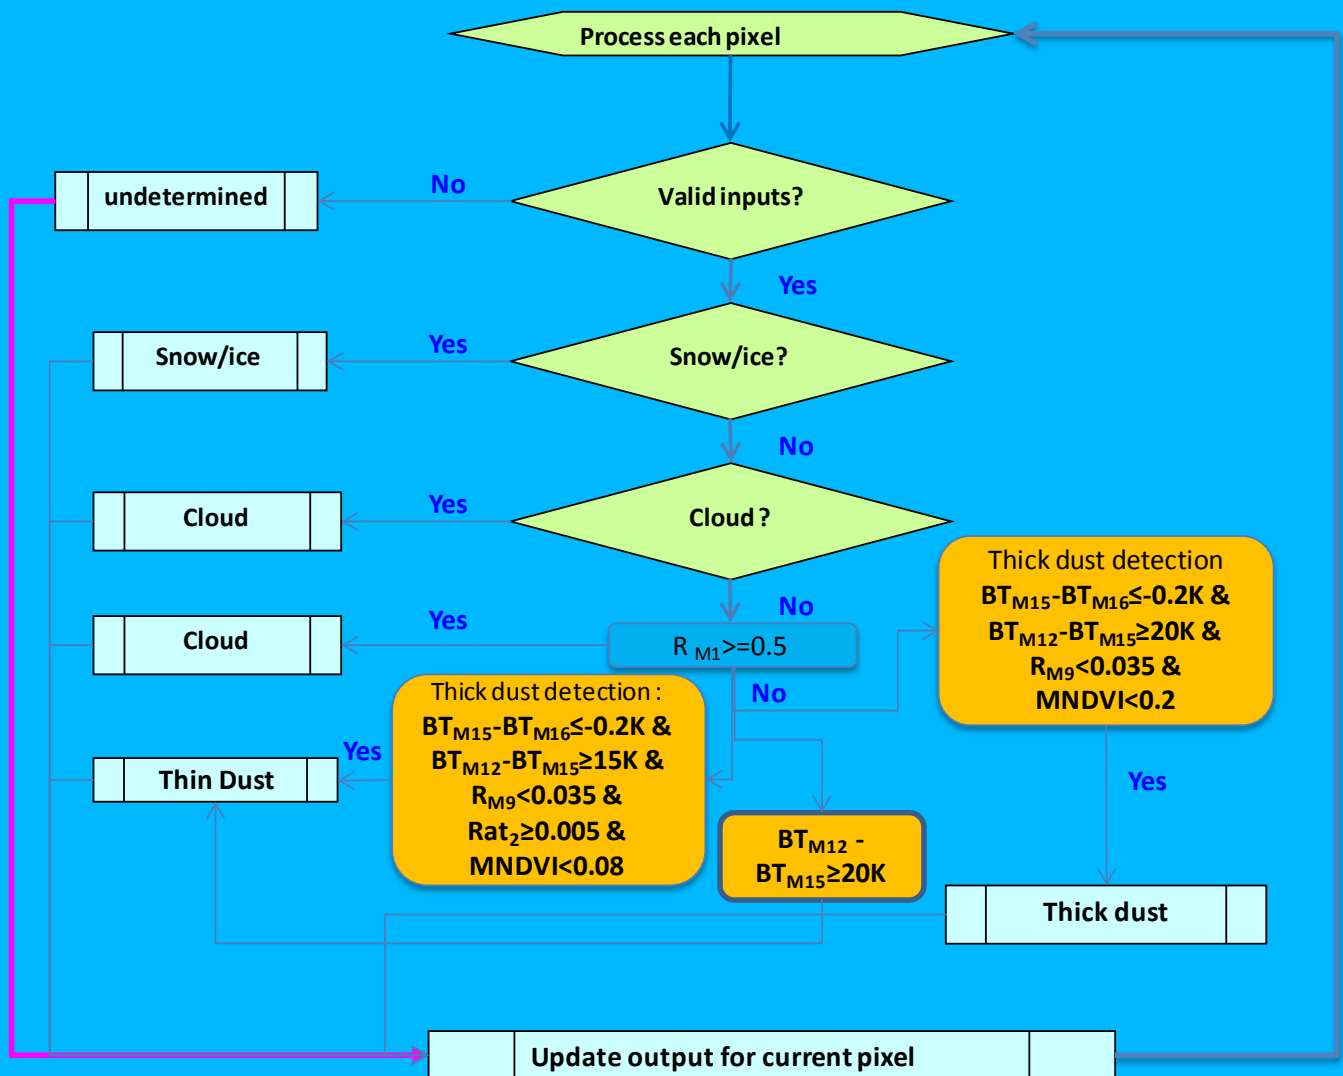 Process each pixel
Valid inputs?
No
undetermined
Yes
Snow/ice?
Yes
Snow/ice
No
Cloud ?
Yes
Cloud
No
R M1>=0.5
Yes
Cloud
No
Thick dust detection
BTM15-BTM16≤-0.2K &
BTM12-BTM15≥20K &
RM9<0.035 &
MNDVI<0.2
Yes
Thick dust
Thick dust detection :
BTM15-BTM16≤-0.2K &
BTM12-BTM15≥15K &
RM9<0.035 &
Rat2≥0.005 &
MNDVI<0.08
Yes
Thin Dust
BTM12 -
BTM15≥20K
Update output for current pixel